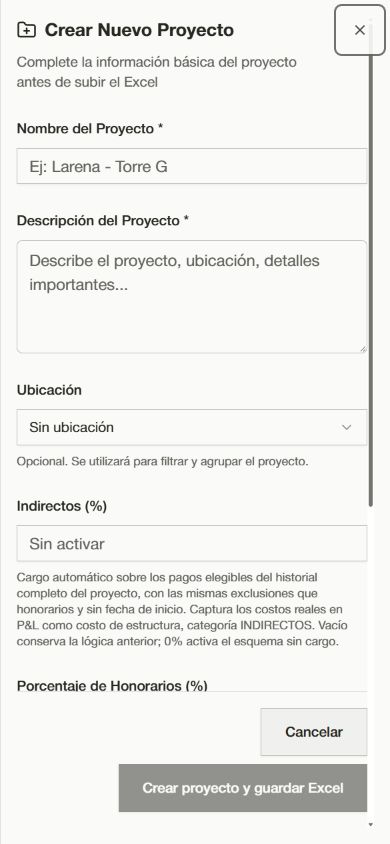 Crear Nuevo Proyecto
Complete la información básica del proyecto
antes de subir el Excel
Nombre del Proyecto *
Ej: Larena - Torre G
Descripción del Proyecto *
Describe el proyecto, ubicación, detalles
importantes...
Ubicación
Sin ubicación
Opcional. Se utilizará para filtrar y agrupar el proyecto.
Indirectos (%)
Sin activar
Cargo automático sobre los pagos elegibles del historial
completo del proyecto, con las mismas exclusiones que
honorarios y sin fecha de inicio. Captura los costos reales en
P&L como costo de estructura, categoría INDIRECTOS. Vacío
conserva la lógica anterior; 0% activa el esquema sin cargo.
Porcentaje de Honorarios (%)
Cancelar
Crear proyecto y guardar Excel